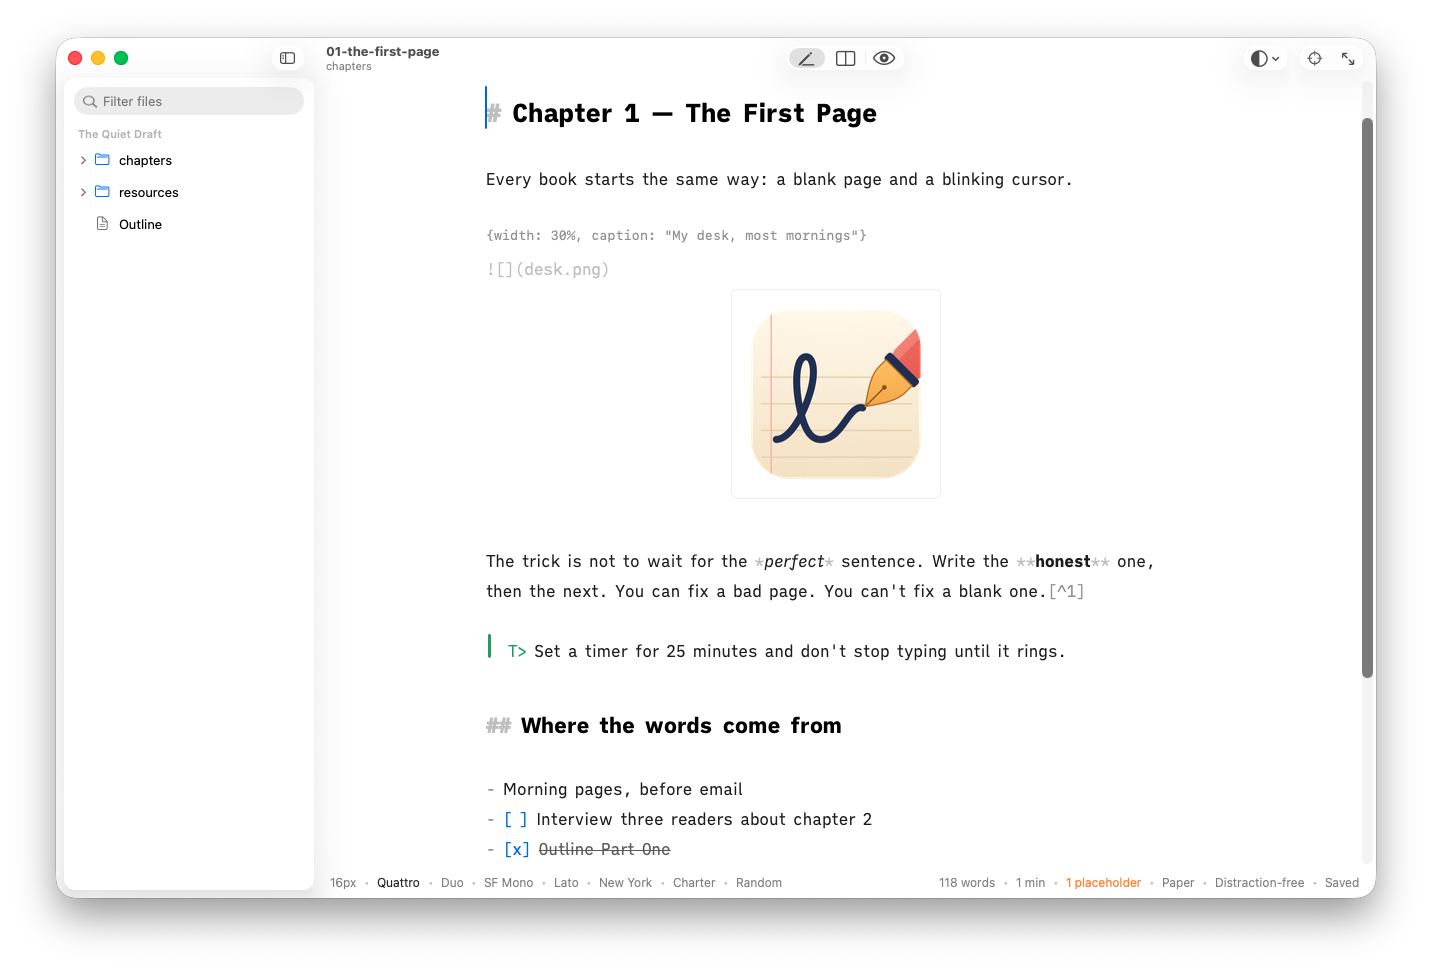 01-the-first-page
chapters
Filter files
The Quiet Draft
chapters
resources
Outline
# Chapter 1 — The First Page
Every book starts the same way: a blank page and a blinking cursor.
{width: 30%, caption: "My desk, most mornings"}
![](desk.png)
The trick is not to wait for the *perfect* sentence. Write the **honest** one,
then the next. You can fix a bad page. You can't fix a blank one.[^1]
T> Set a timer for 25 minutes and don't stop typing until it rings.
## Where the words come from
- Morning pages, before email
- [ ] Interview three readers about chapter 2
- [x] Outline Part One
16px • Quattro • Duo • SF Mono • Lato • New York • Charter • Random
118 words • 1 min • 1 placeholder • Paper • Distraction-free • Saved